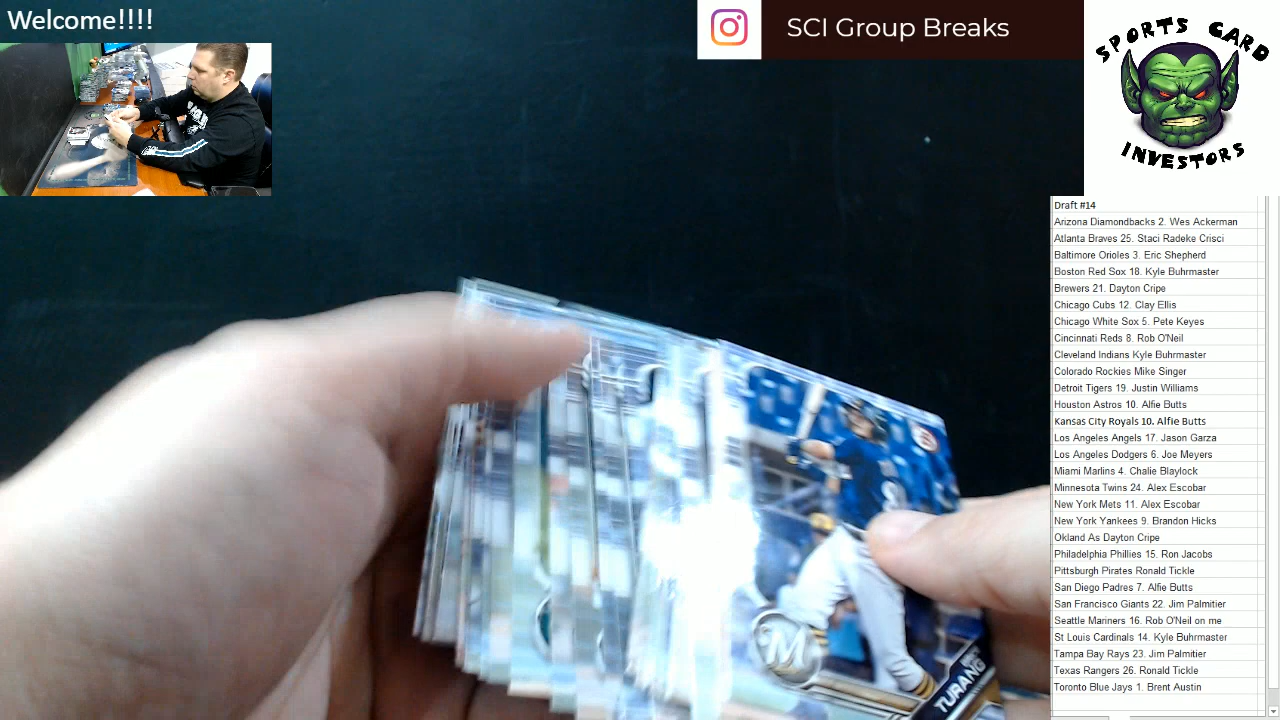 Welcome!!!!
SCI Group Breaks
SPORTS CARD
INVESTORS
Draft #14
Arizona Diamondbacks 2. Wes Ackerman
Atlanta Braves 25. Staci Radeke Crisci
Baltimore Orioles 3. Eric Shepherd
Boston Red Sox 18. Kyle Buhrmaster
Brewers 21. Dayton Cripe
Chicago Cubs 12. Clay Ellis
Chicago White Sox 5. Pete Keyes
Cincinnati Reds 8. Rob O'Neil
Cleveland Indians Kyle Buhrmaster
Colorado Rockies Mike Singer
Detroit Tigers 19. Justin Williams
Houston Astros 10. Alfie Butts
Kansas City Royals 10. Alfie Butts
Los Angeles Angels 17. Jason Garza
Los Angeles Dodgers 6. Joe Meyers
Miami Marlins 4. Chalie Blaylock
Minnesota Twins 24. Alex Escobar
New York Mets 11. Alex Escobar
New York Yankees 9. Brandon Hicks
Okland As Dayton Cripe
Philadelphia Phillies 15. Ron Jacobs
Pittsburgh Pirates Ronald Tickle
San Diego Padres 7. Alfie Butts
San Francisco Giants 22. Jim Palmitier
Seattle Mariners 16. Rob O'Neil on me
St Louis Cardinals 14. Kyle Buhrmaster
Tampa Bay Rays 23. Jim Palmitier
Texas Rangers 26. Ronald Tickle
Toronto Blue Jays 1. Brent Austin
M
TURANG